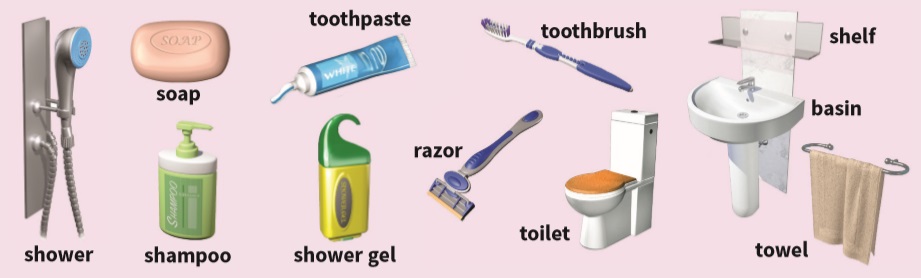 toothpaste
toothbrush
SOAP
shelf
soap
WHITE
basin
razor
SHAMPOO
toilet
towel
shower
shampoo
shower gel